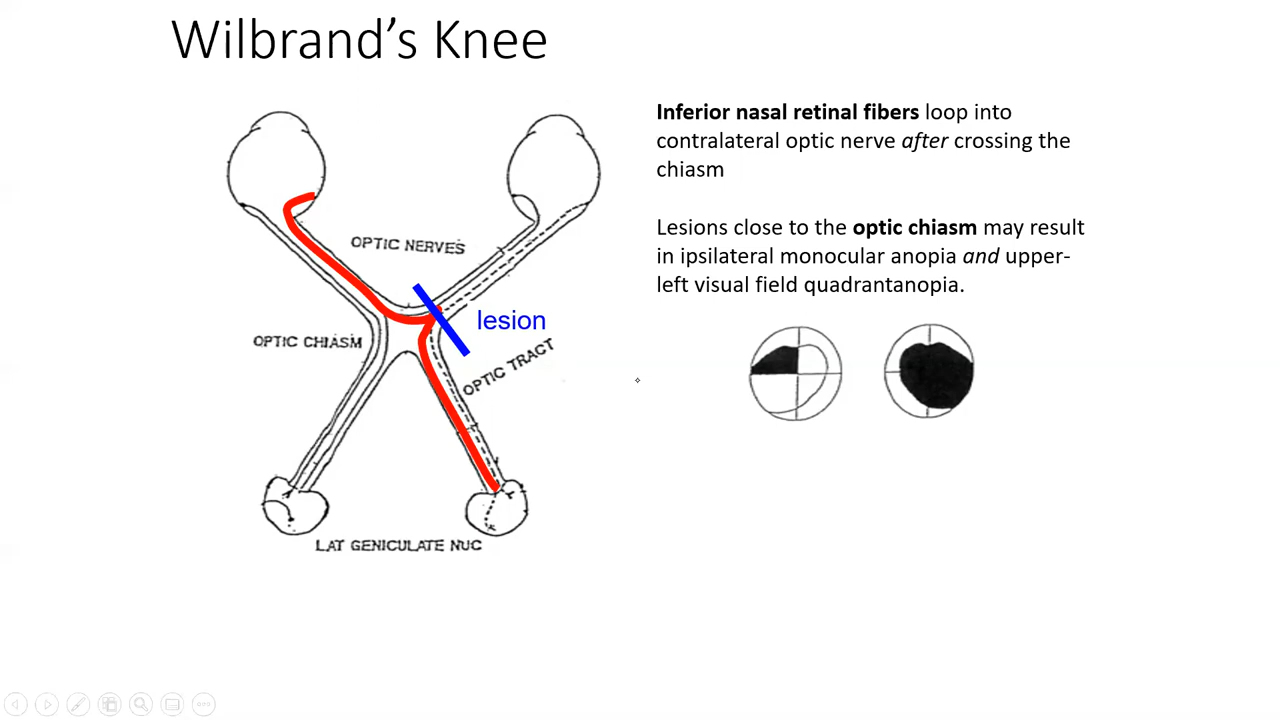 Wilbrand's Knee
Inferior nasal retinal fibers loop into
contralateral optic nerve after crossing the
chiasm
Lesions close to the optic chiasm may result
in ipsilateral monocular anopia and upper-
left visual field quadrantanopia.
OPTIC NERVES
lesion
OPTIC CHIASM
OPTIC TRACT
LAT GENICULATE NUC